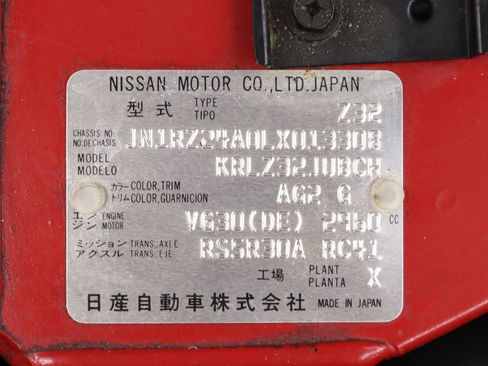 NISSAN MOTOR CO.,LTD.JAPAN
型式 TYPE TIPO Z32
CHASSIS NO NO.DE CHASIS JN1RZ24A0LX013308
MODEL MODELO KRLZ32JUBCH
カラー COLOR,TRIM トリム COLOR,GUARNICION AG2 G
エン ジン ENGINE MOTOR VG30(DE) 2960 CC
ミッション TRANS.AXLE アクスル TRANS.EJE RS5R30A RC41
工場 PLANT PLANTA X
日産自動車株式会社 MADE IN JAPAN